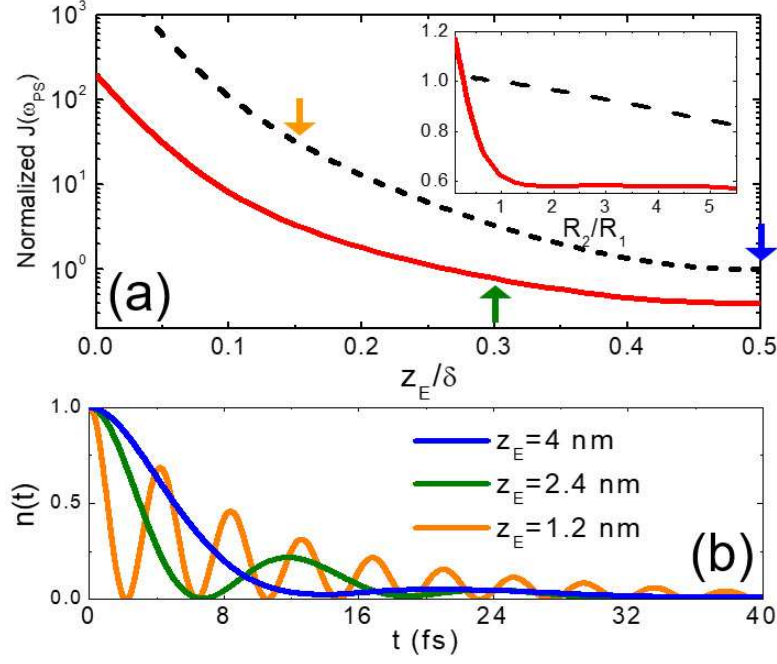 Normalized J(ω_PS)
10³
10²
10¹
10⁰
(a)
0.0 0.1 0.2 0.3 0.4 0.5
z_E/δ
1.2
1.0
0.8
0.6
1 2 3 4 5
R_2/R_1
n(t)
1.0
0.5
0.0
z_E=4 nm
z_E=2.4 nm
z_E=1.2 nm
(b)
0 8 16 24 32 40
t (fs)